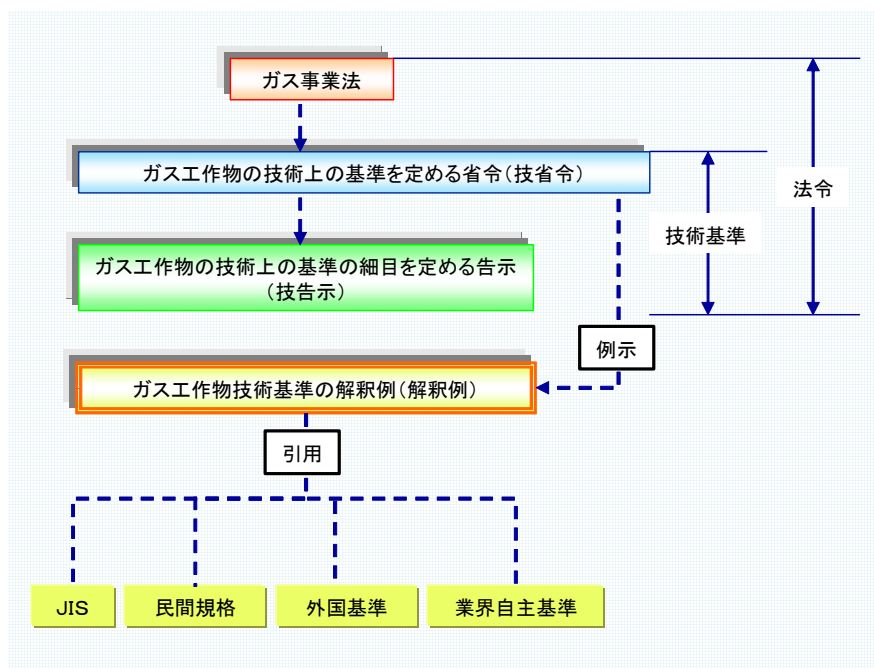 ガス事業法
ガス工作物の技術上の基準を定める省令(技省令)
法令
技術基準
ガス工作物の技術上の基準の細目を定める告示
(技告示)
例示
ガス工作物技術基準の解釈例(解釈例)
引用
JIS
民間規格
外国基準
業界自主基準